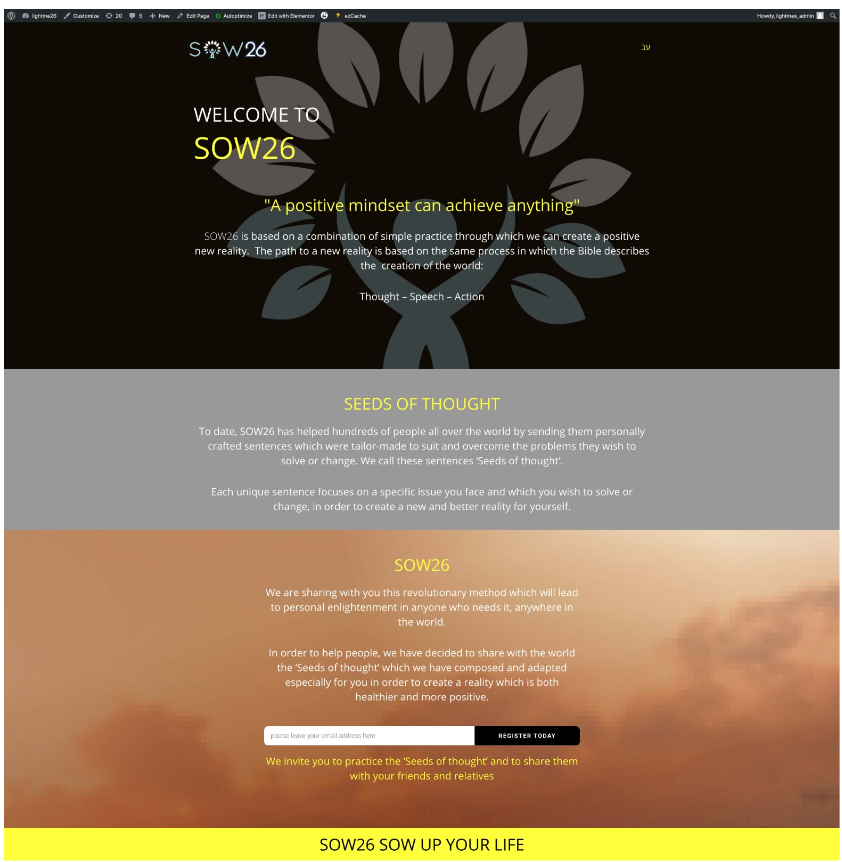 lightme26 Customize 20 5 New Edit Page Autoptimize Edit with Elementor ezCache Howdy, lightmes_admin
SOW26 עב
WELCOME TO
SOW26
"A positive mindset can achieve anything"
SOW26 is based on a combination of simple practice through which we can create a positive
new reality. The path to a new reality is based on the same process in which the Bible describes
the creation of the world:
Thought – Speech – Action
SEEDS OF THOUGHT
To date, SOW26 has helped hundreds of people all over the world by sending them personally
crafted sentences which were tailor-made to suit and overcome the problems they wish to
solve or change. We call these sentences ‘Seeds of thought’.
Each unique sentence focuses on a specific issue you face and which you wish to solve or
change, in order to create a new and better reality for yourself.
SOW26
We are sharing with you this revolutionary method which will lead
to personal enlightenment in anyone who needs it, anywhere in
the world.
In order to help people, we have decided to share with the world
the ‘Seeds of thought’ which we have composed and adapted
especially for you in order to create a reality which is both
healthier and more positive.
please leave your email address here REGISTER TODAY
We invite you to practice the ‘Seeds of thought’ and to share them
with your friends and relatives
SOW26 SOW UP YOUR LIFE